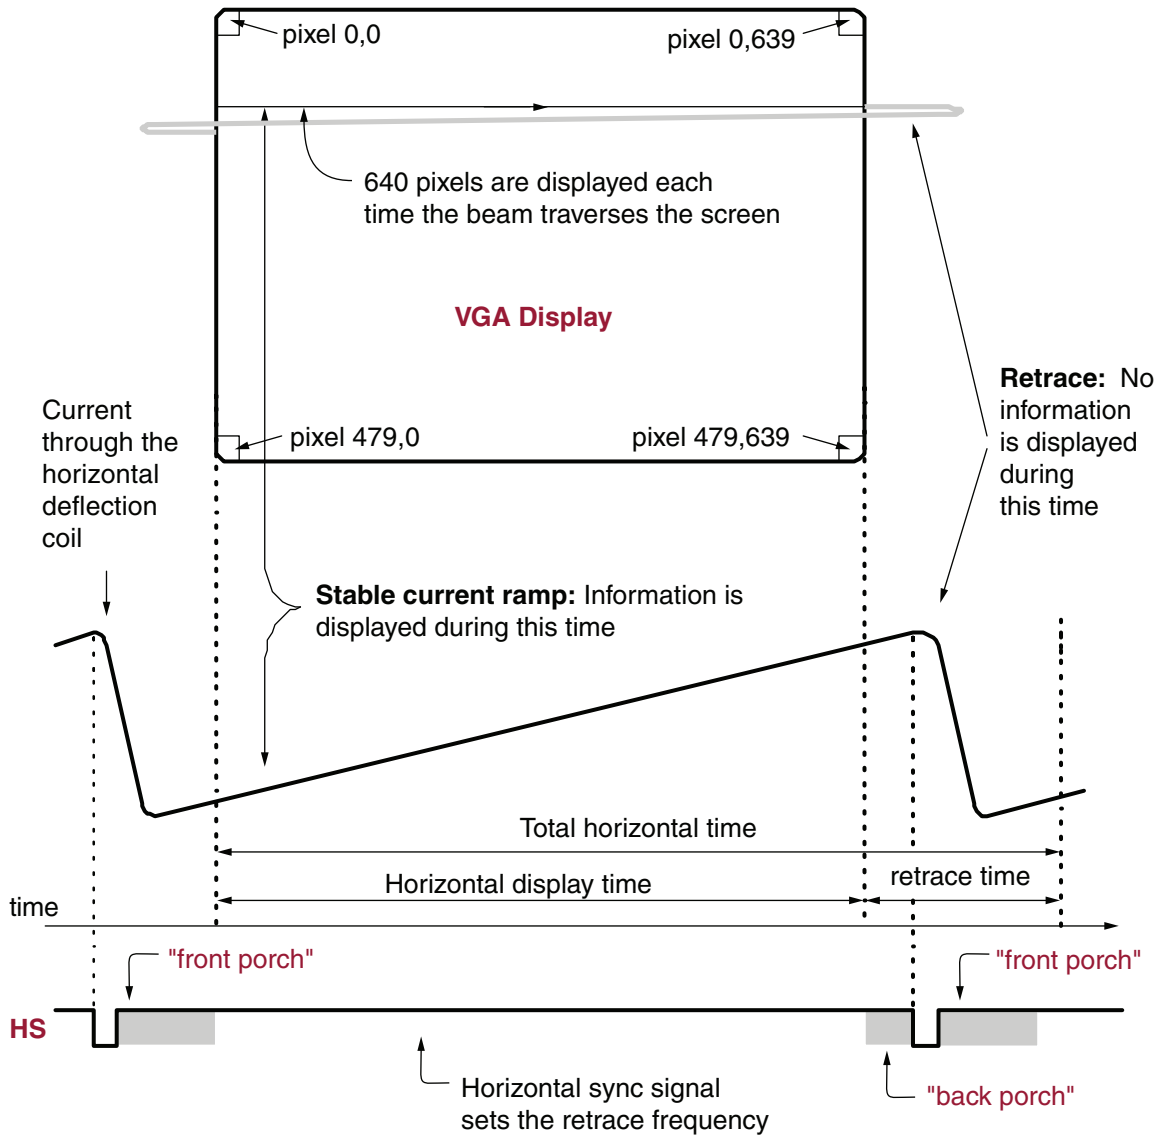 pixel 0,0
pixel 0,639
640 pixels are displayed each
time the beam traverses the screen
VGA Display
Retrace: No
information
is displayed
during
this time
Current
through the
horizontal
deflection
coil
pixel 479,0
pixel 479,639
Stable current ramp: Information is
displayed during this time
Total horizontal time
Horizontal display time
retrace time
time
"front porch"
"front porch"
HS
Horizontal sync signal
sets the retrace frequency
"back porch"